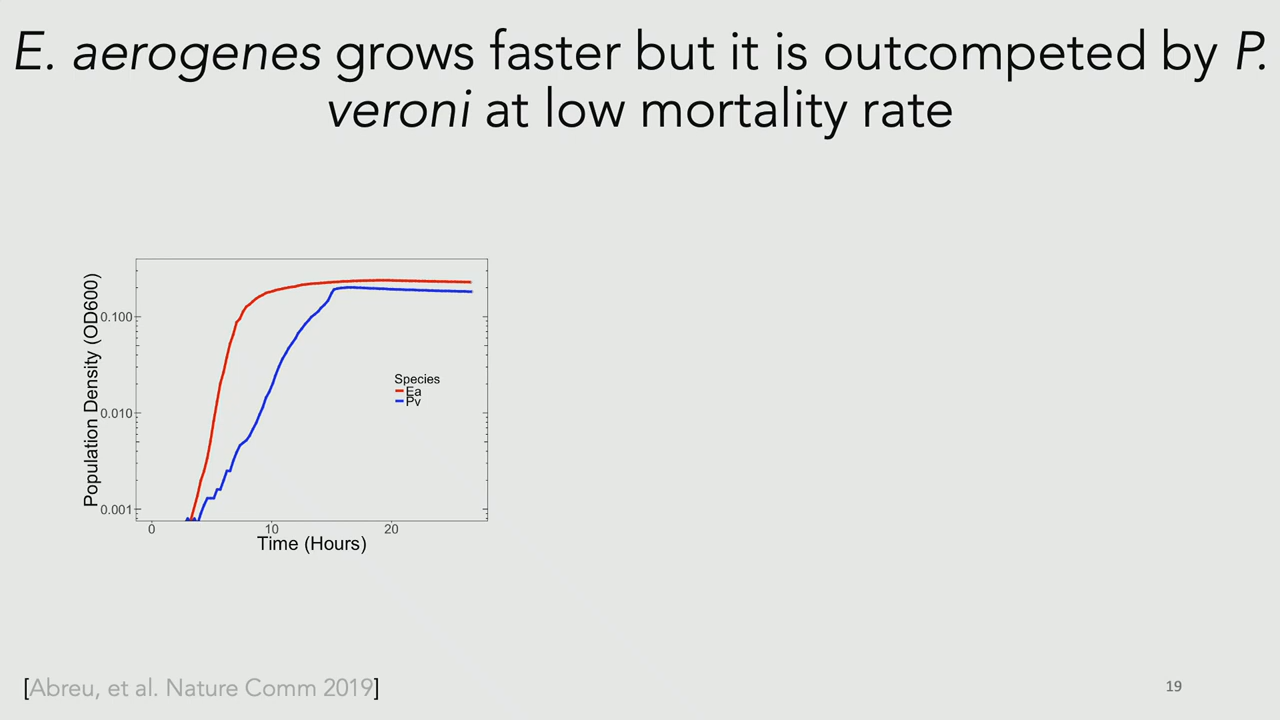 E. aerogenes grows faster but it is outcompeted by P.
veroni at low mortality rate
Population Density (OD600)
0.100
0.010
0.001
Species
Ea
Pv
0 10 20
Time (Hours)
[Abreu, et al. Nature Comm 2019]
19